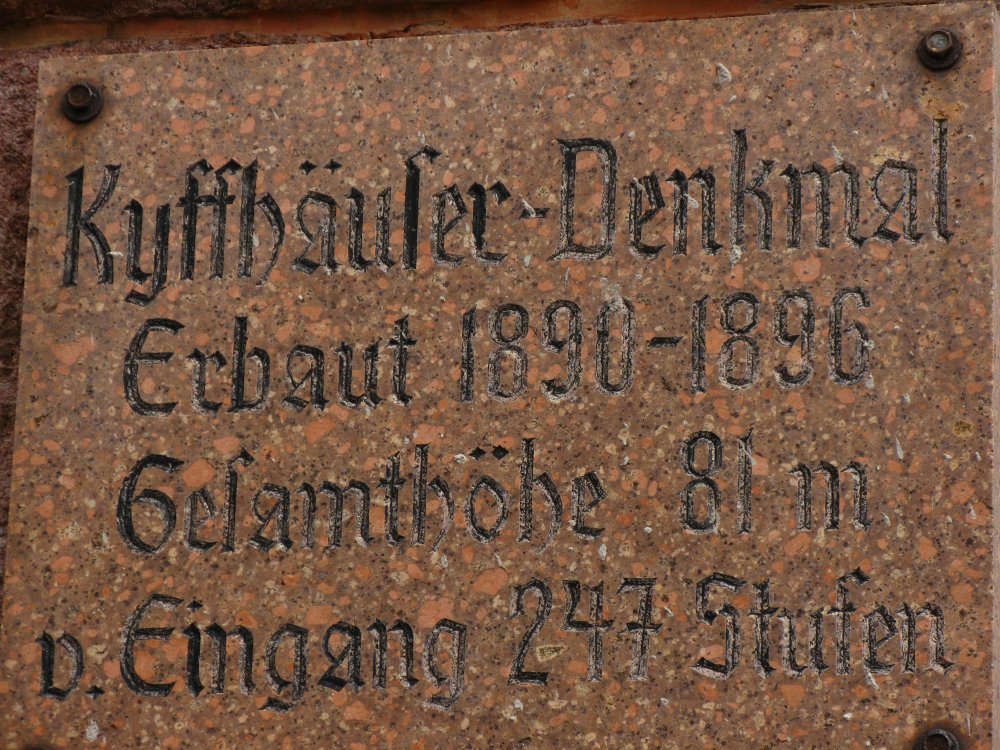 Kyffhäuser-Denkmal
Erbaut 1890-1896
Gesamthöhe 81 m
v. Eingang 247 Stufen